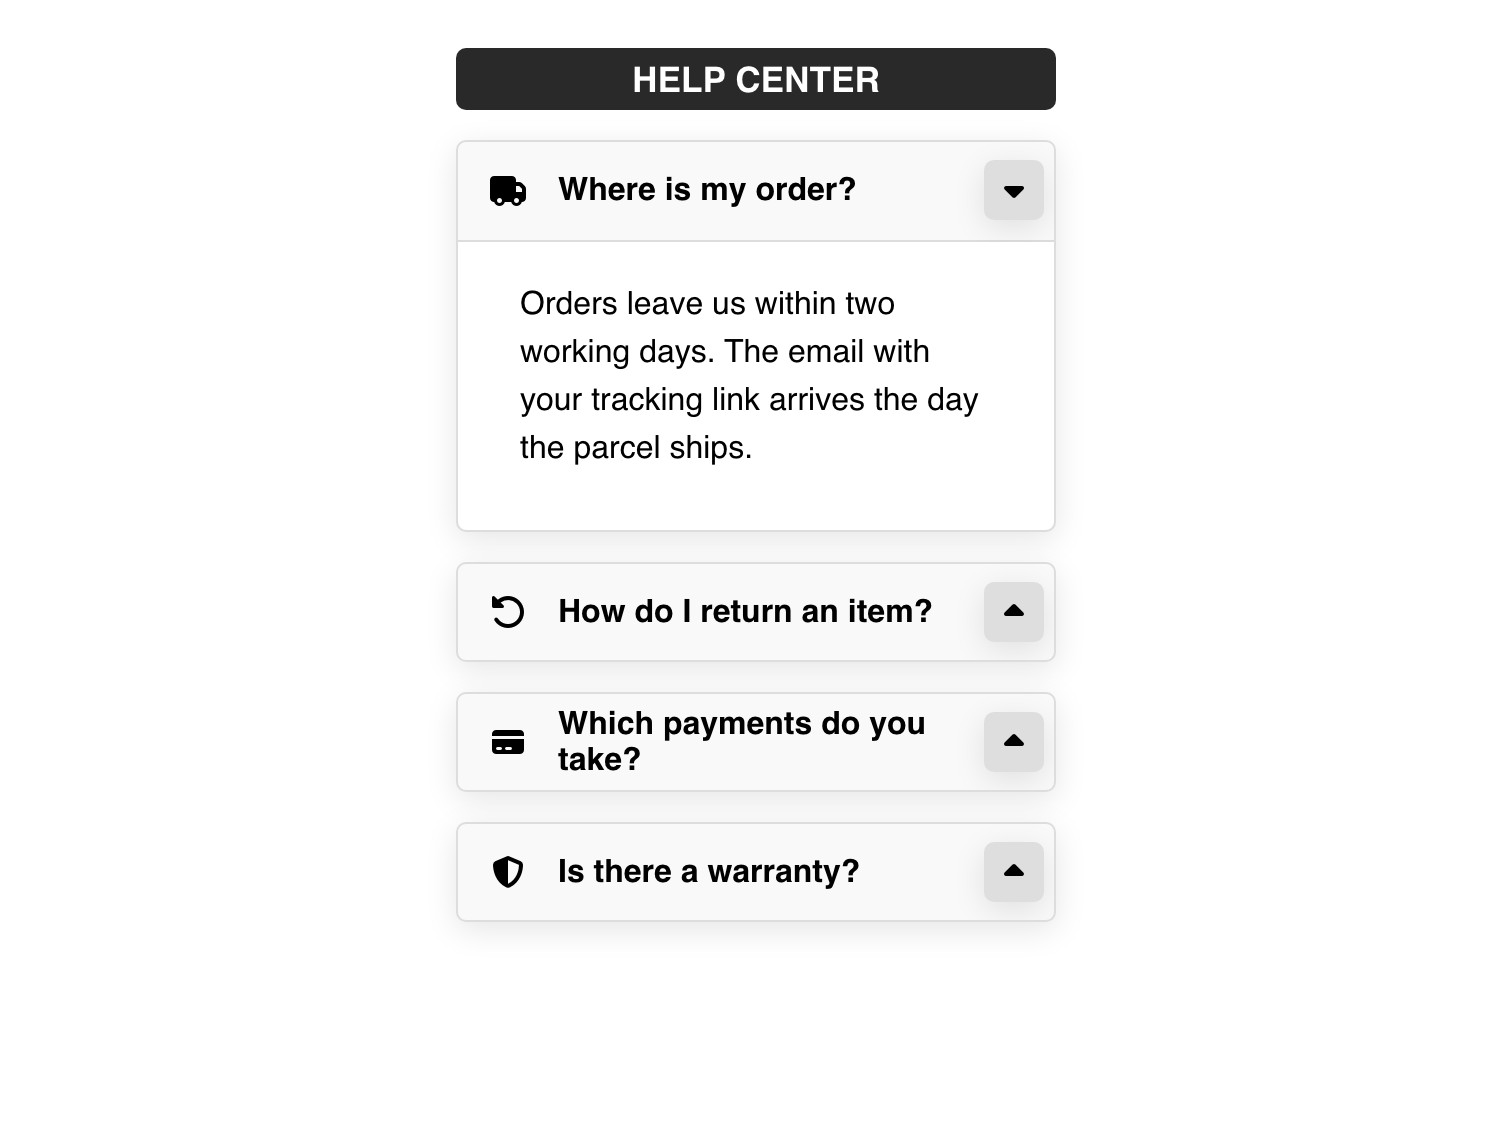 HELP CENTER
Where is my order?
Orders leave us within two
working days. The email with
your tracking link arrives the day
the parcel ships.
How do I return an item?
Which payments do you
take?
Is there a warranty?